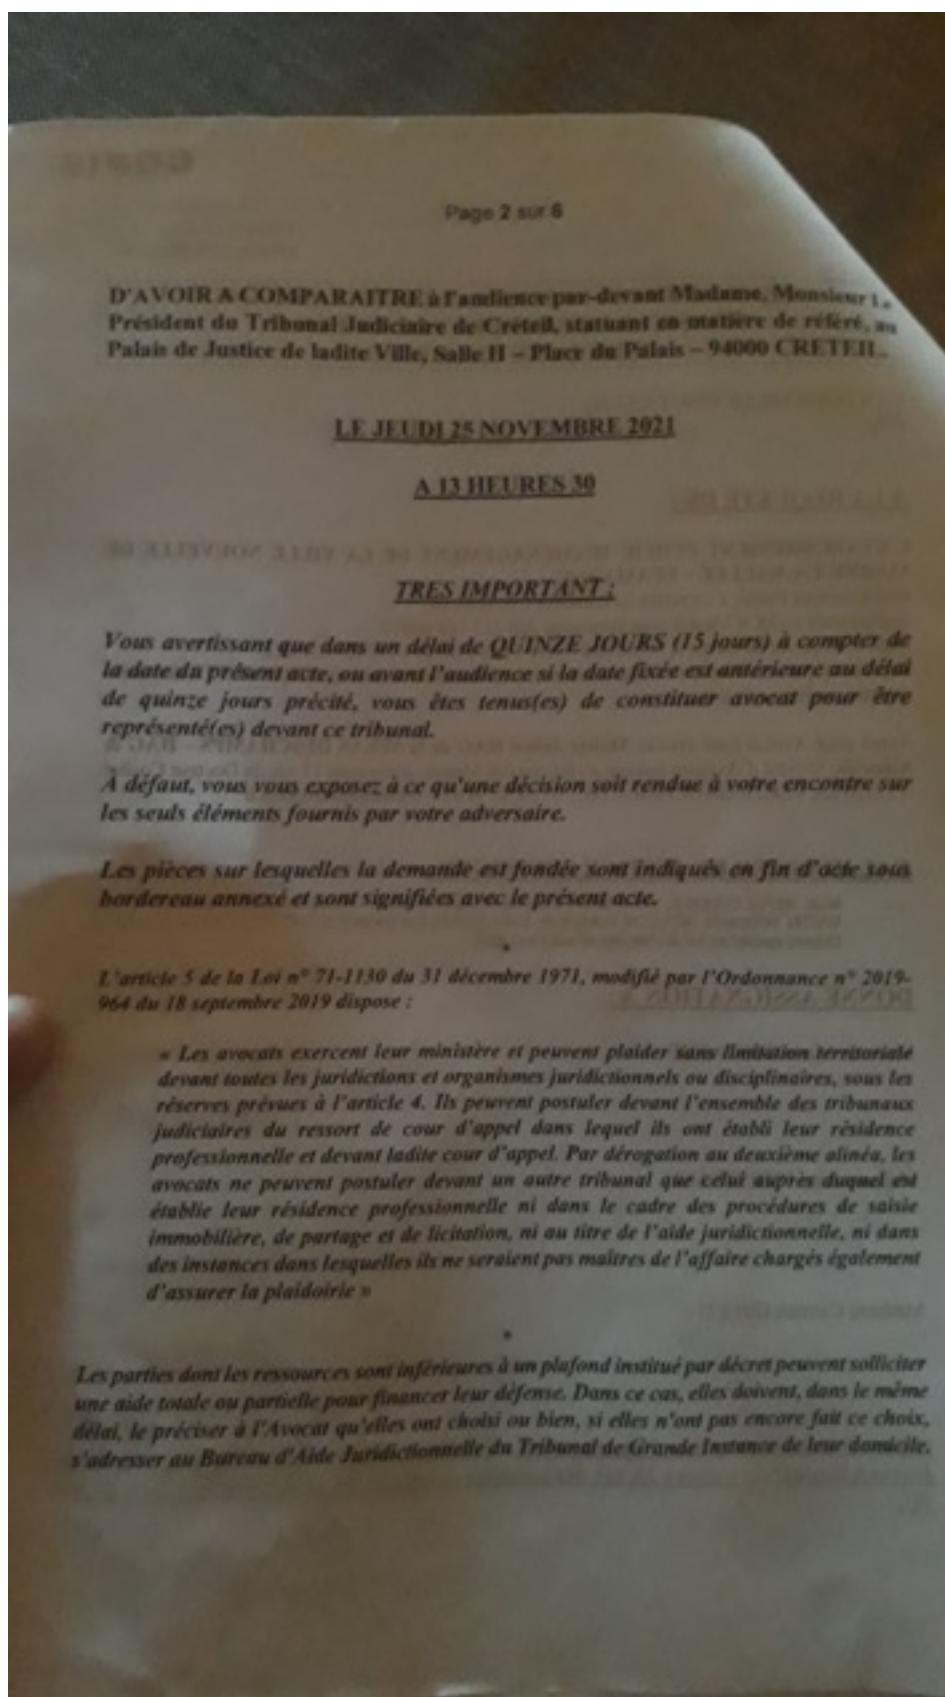 Page 2 sur 6
D'AVOIR A COMPARAITRE à l'audience par-devant Madame, Monsieur Le
Président du Tribunal Judiciaire de Créteil, statuant en matière de référé, au
Palais de Justice de ladite Ville, Salle H – Place du Palais – 94000 CRETEIL.
LE JEUDI 25 NOVEMBRE 2021
A 13 HEURES 30
TRES IMPORTANT :
Vous avertissant que dans un délai de QUINZE JOURS (15 jours) à compter de
la date du présent acte, ou avant l'audience si la date fixée est antérieure au délai
de quinze jours précité, vous êtes tenus(es) de constituer avocat pour être
représenté(es) devant ce tribunal.
À défaut, vous vous exposez à ce qu'une décision soit rendue à votre encontre sur
les seuls éléments fournis par votre adversaire.
Les pièces sur lesquelles la demande est fondée sont indiqués en fin d'acte sous
bordereau annexé et sont signifiées avec le présent acte.
*
L'article 5 de la Loi n° 71-1130 du 31 décembre 1971, modifié par l'Ordonnance n° 2019-
964 du 18 septembre 2019 dispose :
« Les avocats exercent leur ministère et peuvent plaider sans limitation territoriale
devant toutes les juridictions et organismes juridictionnels ou disciplinaires, sous les
réserves prévues à l'article 4. Ils peuvent postuler devant l'ensemble des tribunaux
judiciaires du ressort de cour d'appel dans lequel ils ont établi leur résidence
professionnelle et devant ladite cour d'appel. Par dérogation au deuxième alinéa, les
avocats ne peuvent postuler devant un autre tribunal que celui auprès duquel est
établie leur résidence professionnelle ni dans le cadre des procédures de saisie
immobilière, de partage et de licitation, ni au titre de l'aide juridictionnelle, ni dans
des instances dans lesquelles ils ne seraient pas maîtres de l'affaire chargés également
d'assurer la plaidoirie »
*
Les parties dont les ressources sont inférieures à un plafond institué par décret peuvent solliciter
une aide totale ou partielle pour financer leur défense. Dans ce cas, elles doivent, dans le même
délai, le préciser à l'Avocat qu'elles ont choisi ou bien, si elles n'ont pas encore fait ce choix,
s'adresser au Bureau d'Aide Juridictionnelle du Tribunal de Grande Instance de leur domicile.